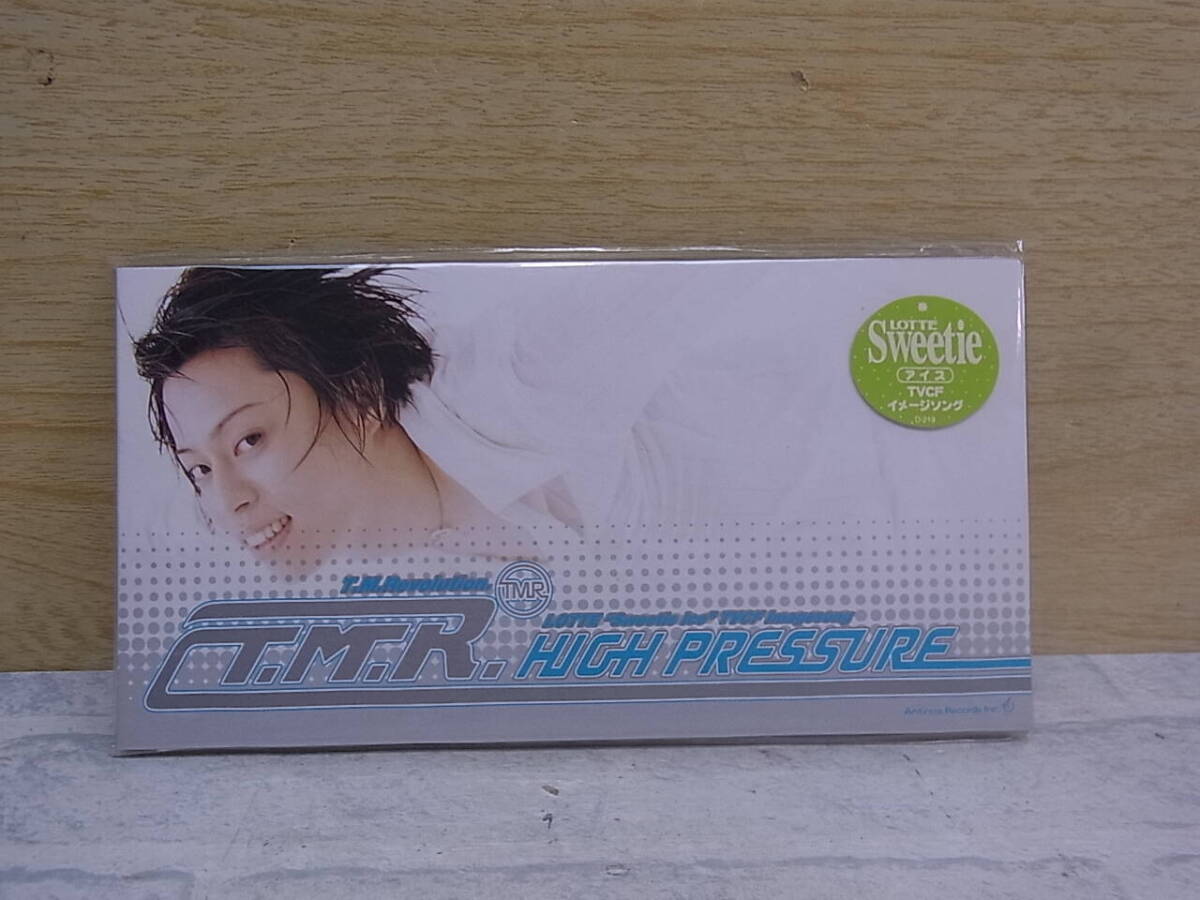 LOTTE
Sweetie
アイス
TVCF
イメージソング
T.M.Revolution.
TMR
LOTTE "Sweetie Ice" TVCF Imagesong
T.M.R. HIGH PRESSURE
Antinos Records Inc.